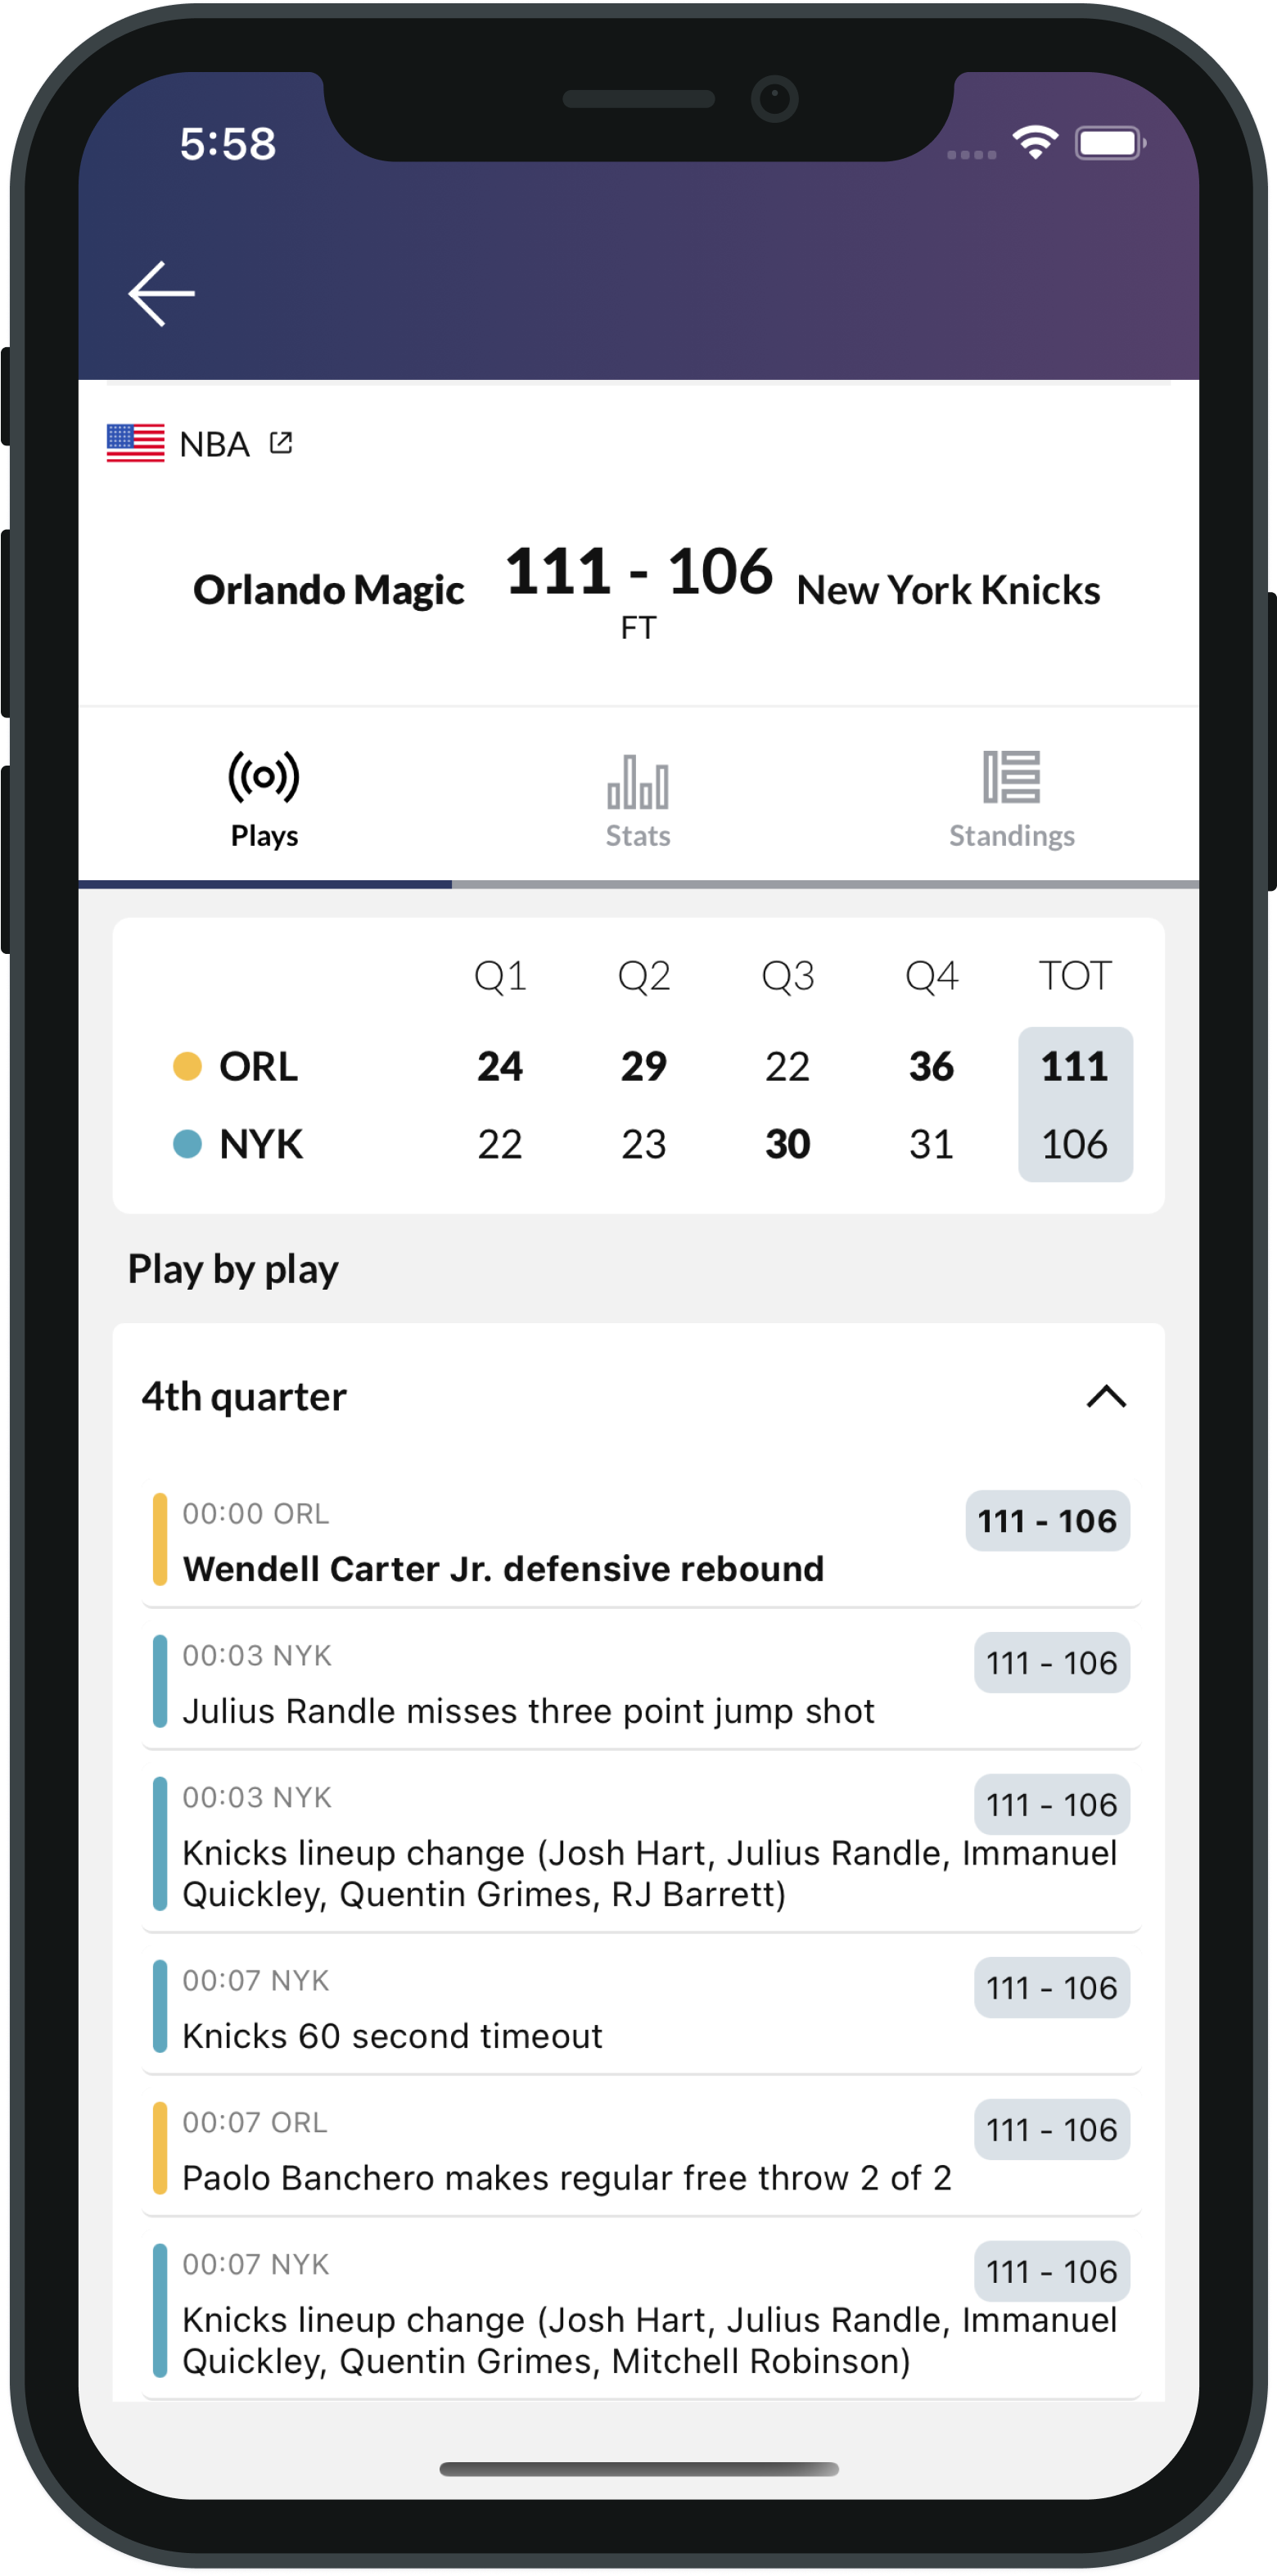 5:58
NBA
Orlando Magic 111 - 106 New York Knicks
FT
Plays Stats Standings
Q1 Q2 Q3 Q4 TOT
ORL 24 29 22 36 111
NYK 22 23 30 31 106
Play by play
4th quarter
00:00 ORL 111 - 106
Wendell Carter Jr. defensive rebound
00:03 NYK 111 - 106
Julius Randle misses three point jump shot
00:03 NYK 111 - 106
Knicks lineup change (Josh Hart, Julius Randle, Immanuel
Quickley, Quentin Grimes, RJ Barrett)
00:07 NYK 111 - 106
Knicks 60 second timeout
00:07 ORL 111 - 106
Paolo Banchero makes regular free throw 2 of 2
00:07 NYK 111 - 106
Knicks lineup change (Josh Hart, Julius Randle, Immanuel
Quickley, Quentin Grimes, Mitchell Robinson)